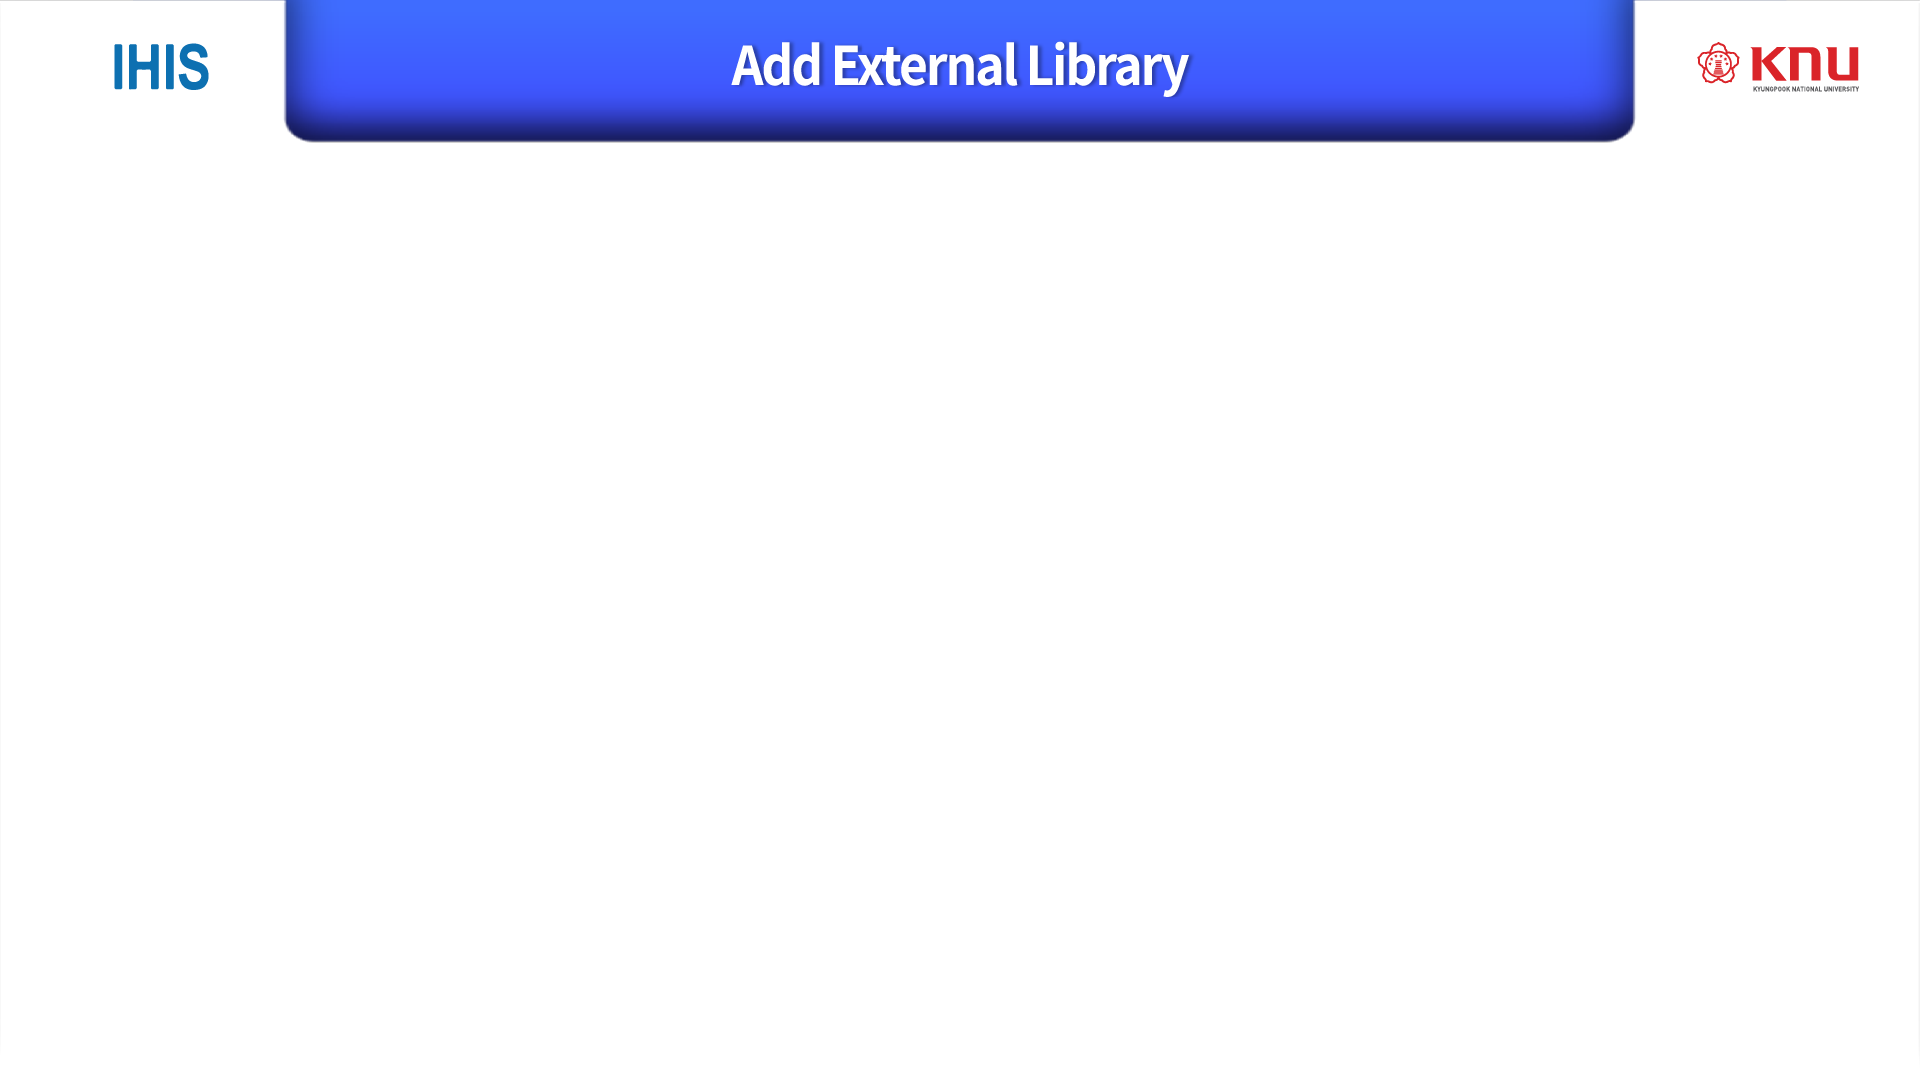 IHIS
Add External Library
KNU
KYUNGPOOK NATIONAL UNIVERSITY